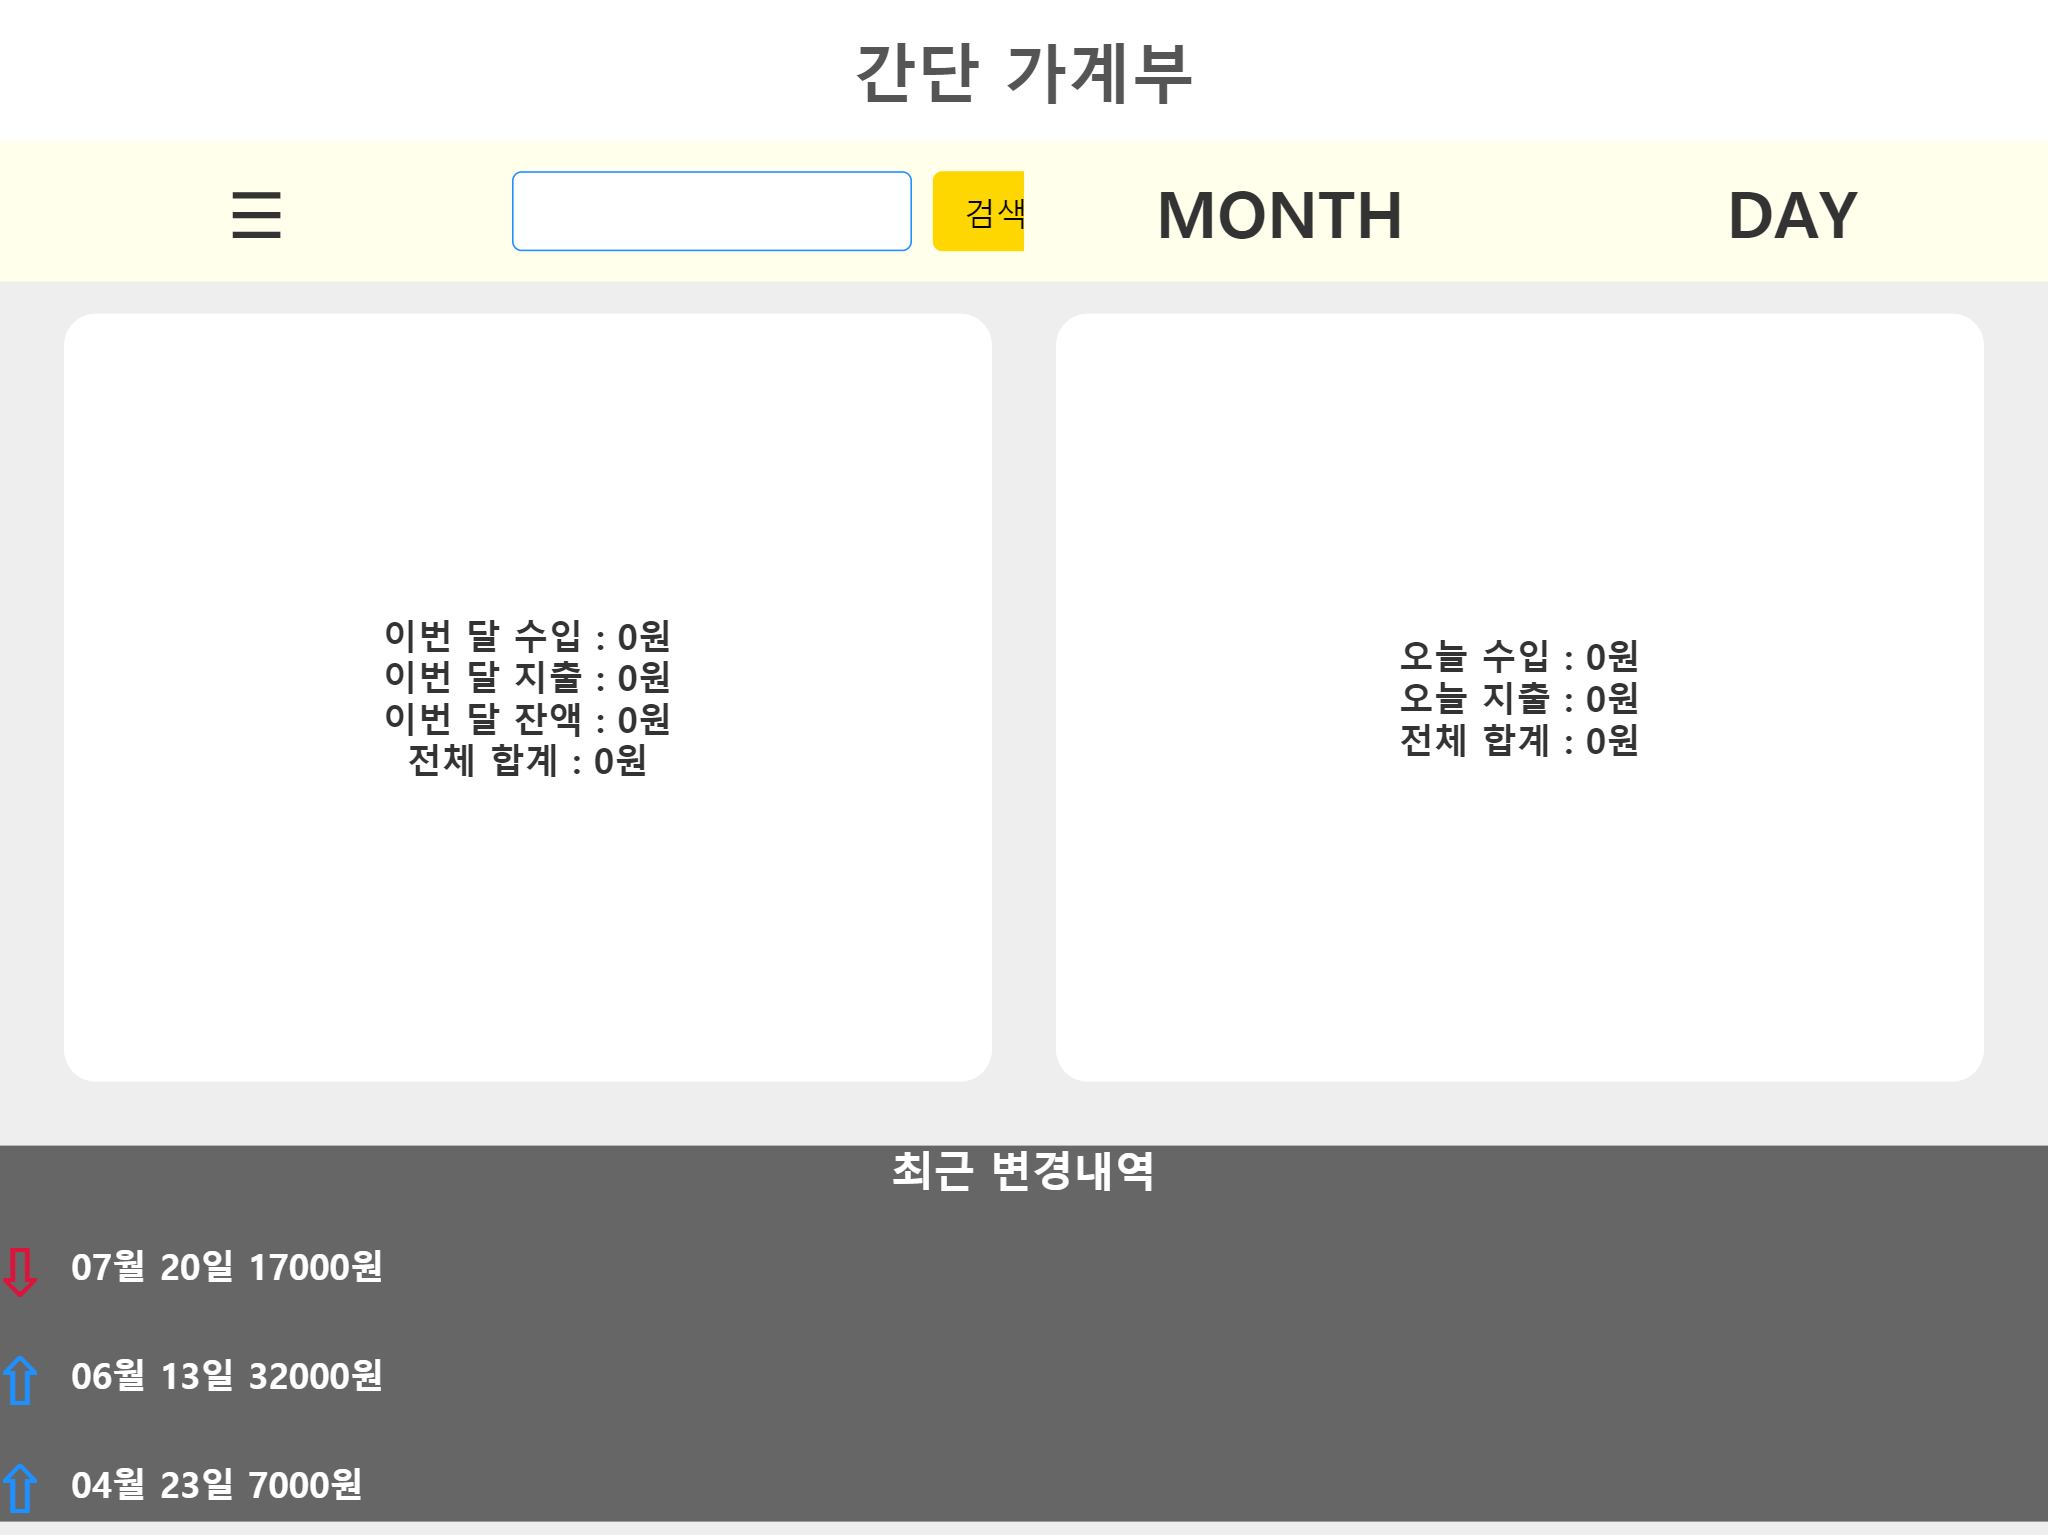 간단 가계부
☰ 검색 MONTH DAY
이번 달 수입 : 0원
이번 달 지출 : 0원
이번 달 잔액 : 0원
전체 합계 : 0원
오늘 수입 : 0원
오늘 지출 : 0원
전체 합계 : 0원
최근 변경내역
⇩ 07월 20일 17000원
⇧ 06월 13일 32000원
⇧ 04월 23일 7000원